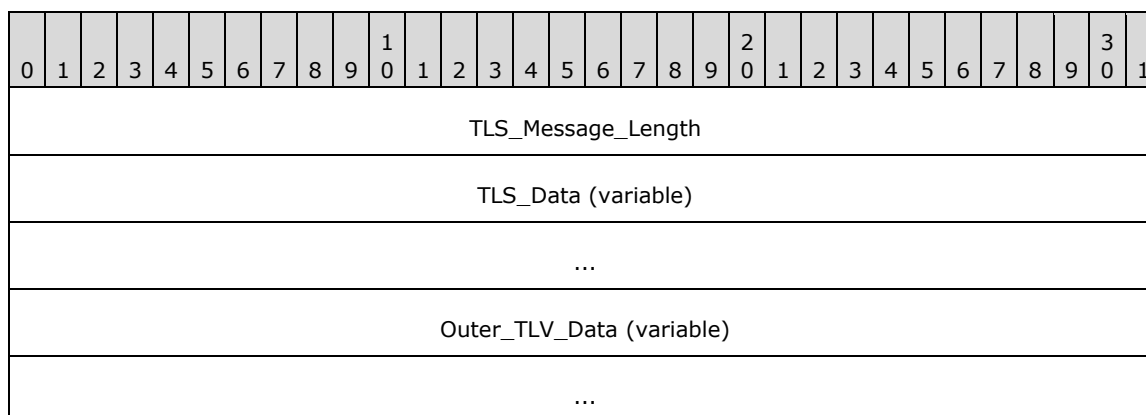 1 2 3
0 1 2 3 4 5 6 7 8 9 0 1 2 3 4 5 6 7 8 9 0 1 2 3 4 5 6 7 8 9 0 1
TLS_Message_Length
TLS_Data (variable)
...
Outer_TLV_Data (variable)
...